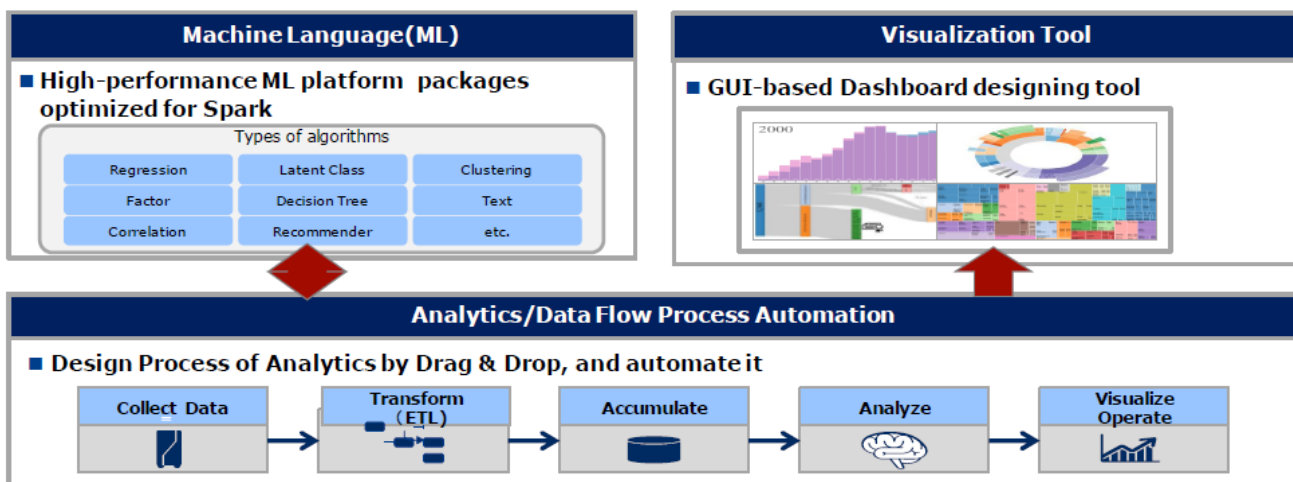 Machine Language(ML)
■ High-performance ML platform packages
optimized for Spark
Types of algorithms
Regression
Latent Class
Clustering
Factor
Decision Tree
Text
Correlation
Recommender
etc.
Visualization Tool
■ GUI-based Dashboard designing tool
2000
Analytics/Data Flow Process Automation
■ Design Process of Analytics by Drag & Drop, and automate it
Collect Data
Transform
(ETL)
Accumulate
Analyze
Visualize
Operate